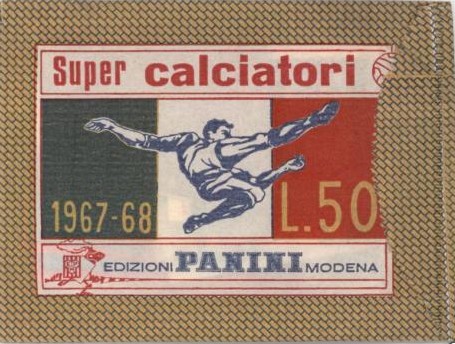 Super calciatori
1967-68
L.50
EDIZIONI PANINI MODENA